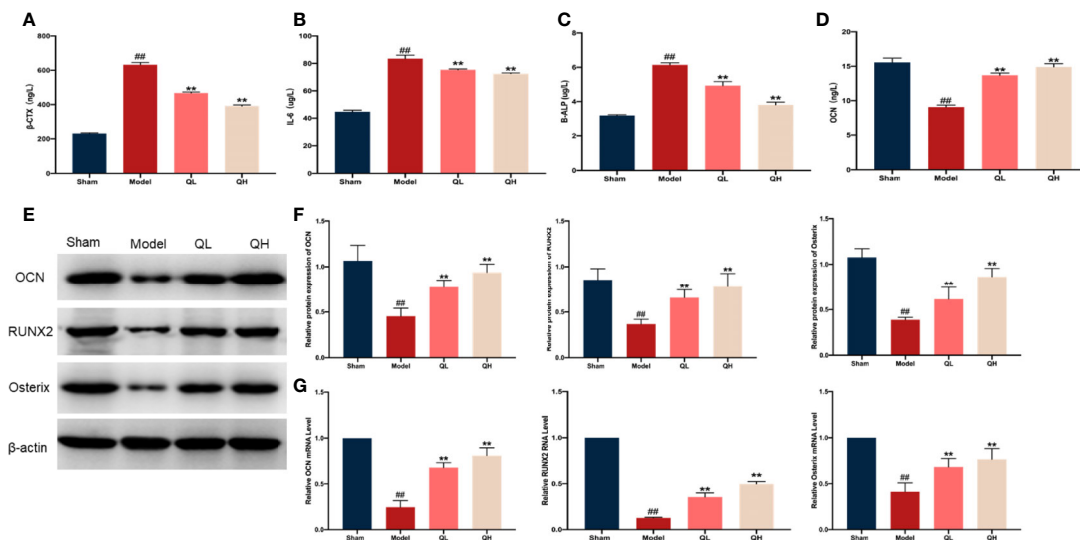 A
β-CTX (ng/L)
800
600
400
200
0
##
**
**
Sham Model QL QH
B
IL-6 (ug/L)
100
80
60
40
20
0
##
**
**
Sham Model QL QH
C
B-ALP(ug/L)
8
6
4
2
0
##
**
**
Sham Model QL QH
D
OCN (ng/L)
20
15
10
5
0
##
**
**
Sham Model QL QH
E
Sham Model QL QH
OCN
RUNX2
Osterix
β-actin
F
Relative protein expression of OCN
1.5
1.0
0.5
0.0
##
**
**
Sham Model QL QH
Relative protein expression of RUNX2
1.5
1.0
0.5
0.0
##
**
**
Sham Model QL QH
Relative protein expression of Osterix
1.5
1.0
0.5
0.0
##
**
**
Sham Model QL QH
G
Relative OCN mRNA Level
1.5
1.0
0.5
0.0
##
**
**
Sham Model QL QH
Relative RUNX2 RNA Level
1.5
1.0
0.5
0.0
##
**
**
Sham Model QL QH
Relative Osterix mRNA Level
1.5
1.0
0.5
0.0
##
**
**
Sham Model QL QH